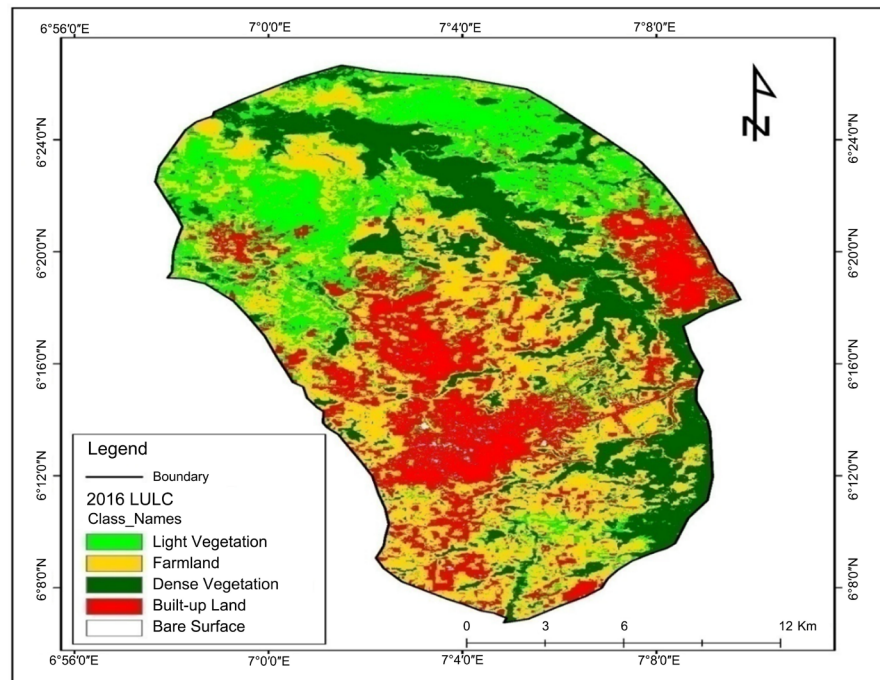 6°56'0"E 7°0'0"E 7°4'0"E 7°8'0"E
N
6°24'0"N 6°24'0"N
6°20'0"N 6°20'0"N
6°16'0"N 6°16'0"N
6°12'0"N 6°12'0"N
6°8'0"N 6°8'0"N
Legend
Boundary
2016 LULC
Class_Names
Light Vegetation
Farmland
Dense Vegetation
Built-up Land
Bare Surface
0 3 6 12 Km
6°56'0"E 7°0'0"E 7°4'0"E 7°8'0"E